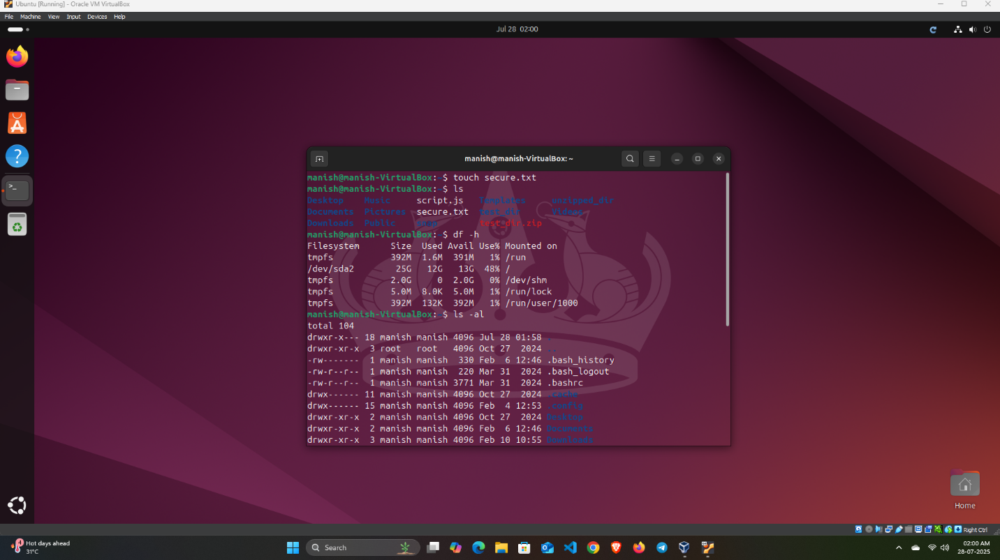 Ubuntu [Running] - Oracle VM VirtualBox
File Machine View Input Devices Help
Jul 28 02:00
manish@manish-VirtualBox: ~
manish@manish-VirtualBox:~$ touch secure.txt
manish@manish-VirtualBox:~$ ls
Desktop Music script.js Templates unzipped_dir
Documents Pictures secure.txt test_dir Videos
Downloads Public snap test_dir.zip
manish@manish-VirtualBox:~$ df -h
Filesystem Size Used Avail Use% Mounted on
tmpfs 392M 1.6M 391M 1% /run
/dev/sda2 25G 12G 13G 48% /
tmpfs 2.0G 0 2.0G 0% /dev/shm
tmpfs 5.0M 8.0K 5.0M 1% /run/lock
tmpfs 392M 132K 392M 1% /run/user/1000
manish@manish-VirtualBox:~$ ls -al
total 104
drwxr-x--- 18 manish manish 4096 Jul 28 01:58 .
drwxr-xr-x 3 root root 4096 Oct 27 2024 ..
-rw------- 1 manish manish 330 Feb 6 12:46 .bash_history
-rw-r--r-- 1 manish manish 220 Mar 31 2024 .bash_logout
-rw-r--r-- 1 manish manish 3771 Mar 31 2024 .bashrc
drwx------ 11 manish manish 4096 Oct 27 2024 .cache
drwx------ 15 manish manish 4096 Feb 4 12:53 .config
drwxr-xr-x 2 manish manish 4096 Oct 27 2024 Desktop
drwxr-xr-x 2 manish manish 4096 Feb 6 12:46 Documents
drwxr-xr-x 3 manish manish 4096 Feb 10 10:55 Downloads
Home
Right Ctrl
Hot days ahead
31°C
Search
02:00 AM
28-07-2025